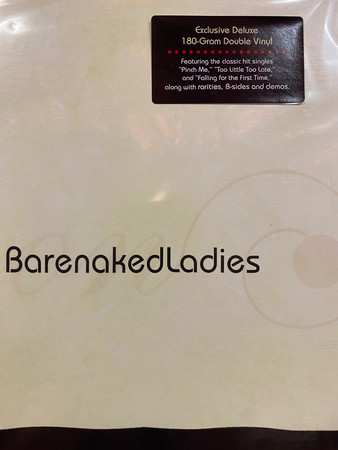 Exclusive Deluxe
180-Gram Double Vinyl
Featuring the classic hit singles
"Pinch Me," "Too Little Too Late,"
and "Falling for the First Time,"
along with rarities, B-sides and demos.
BarenakedLadies